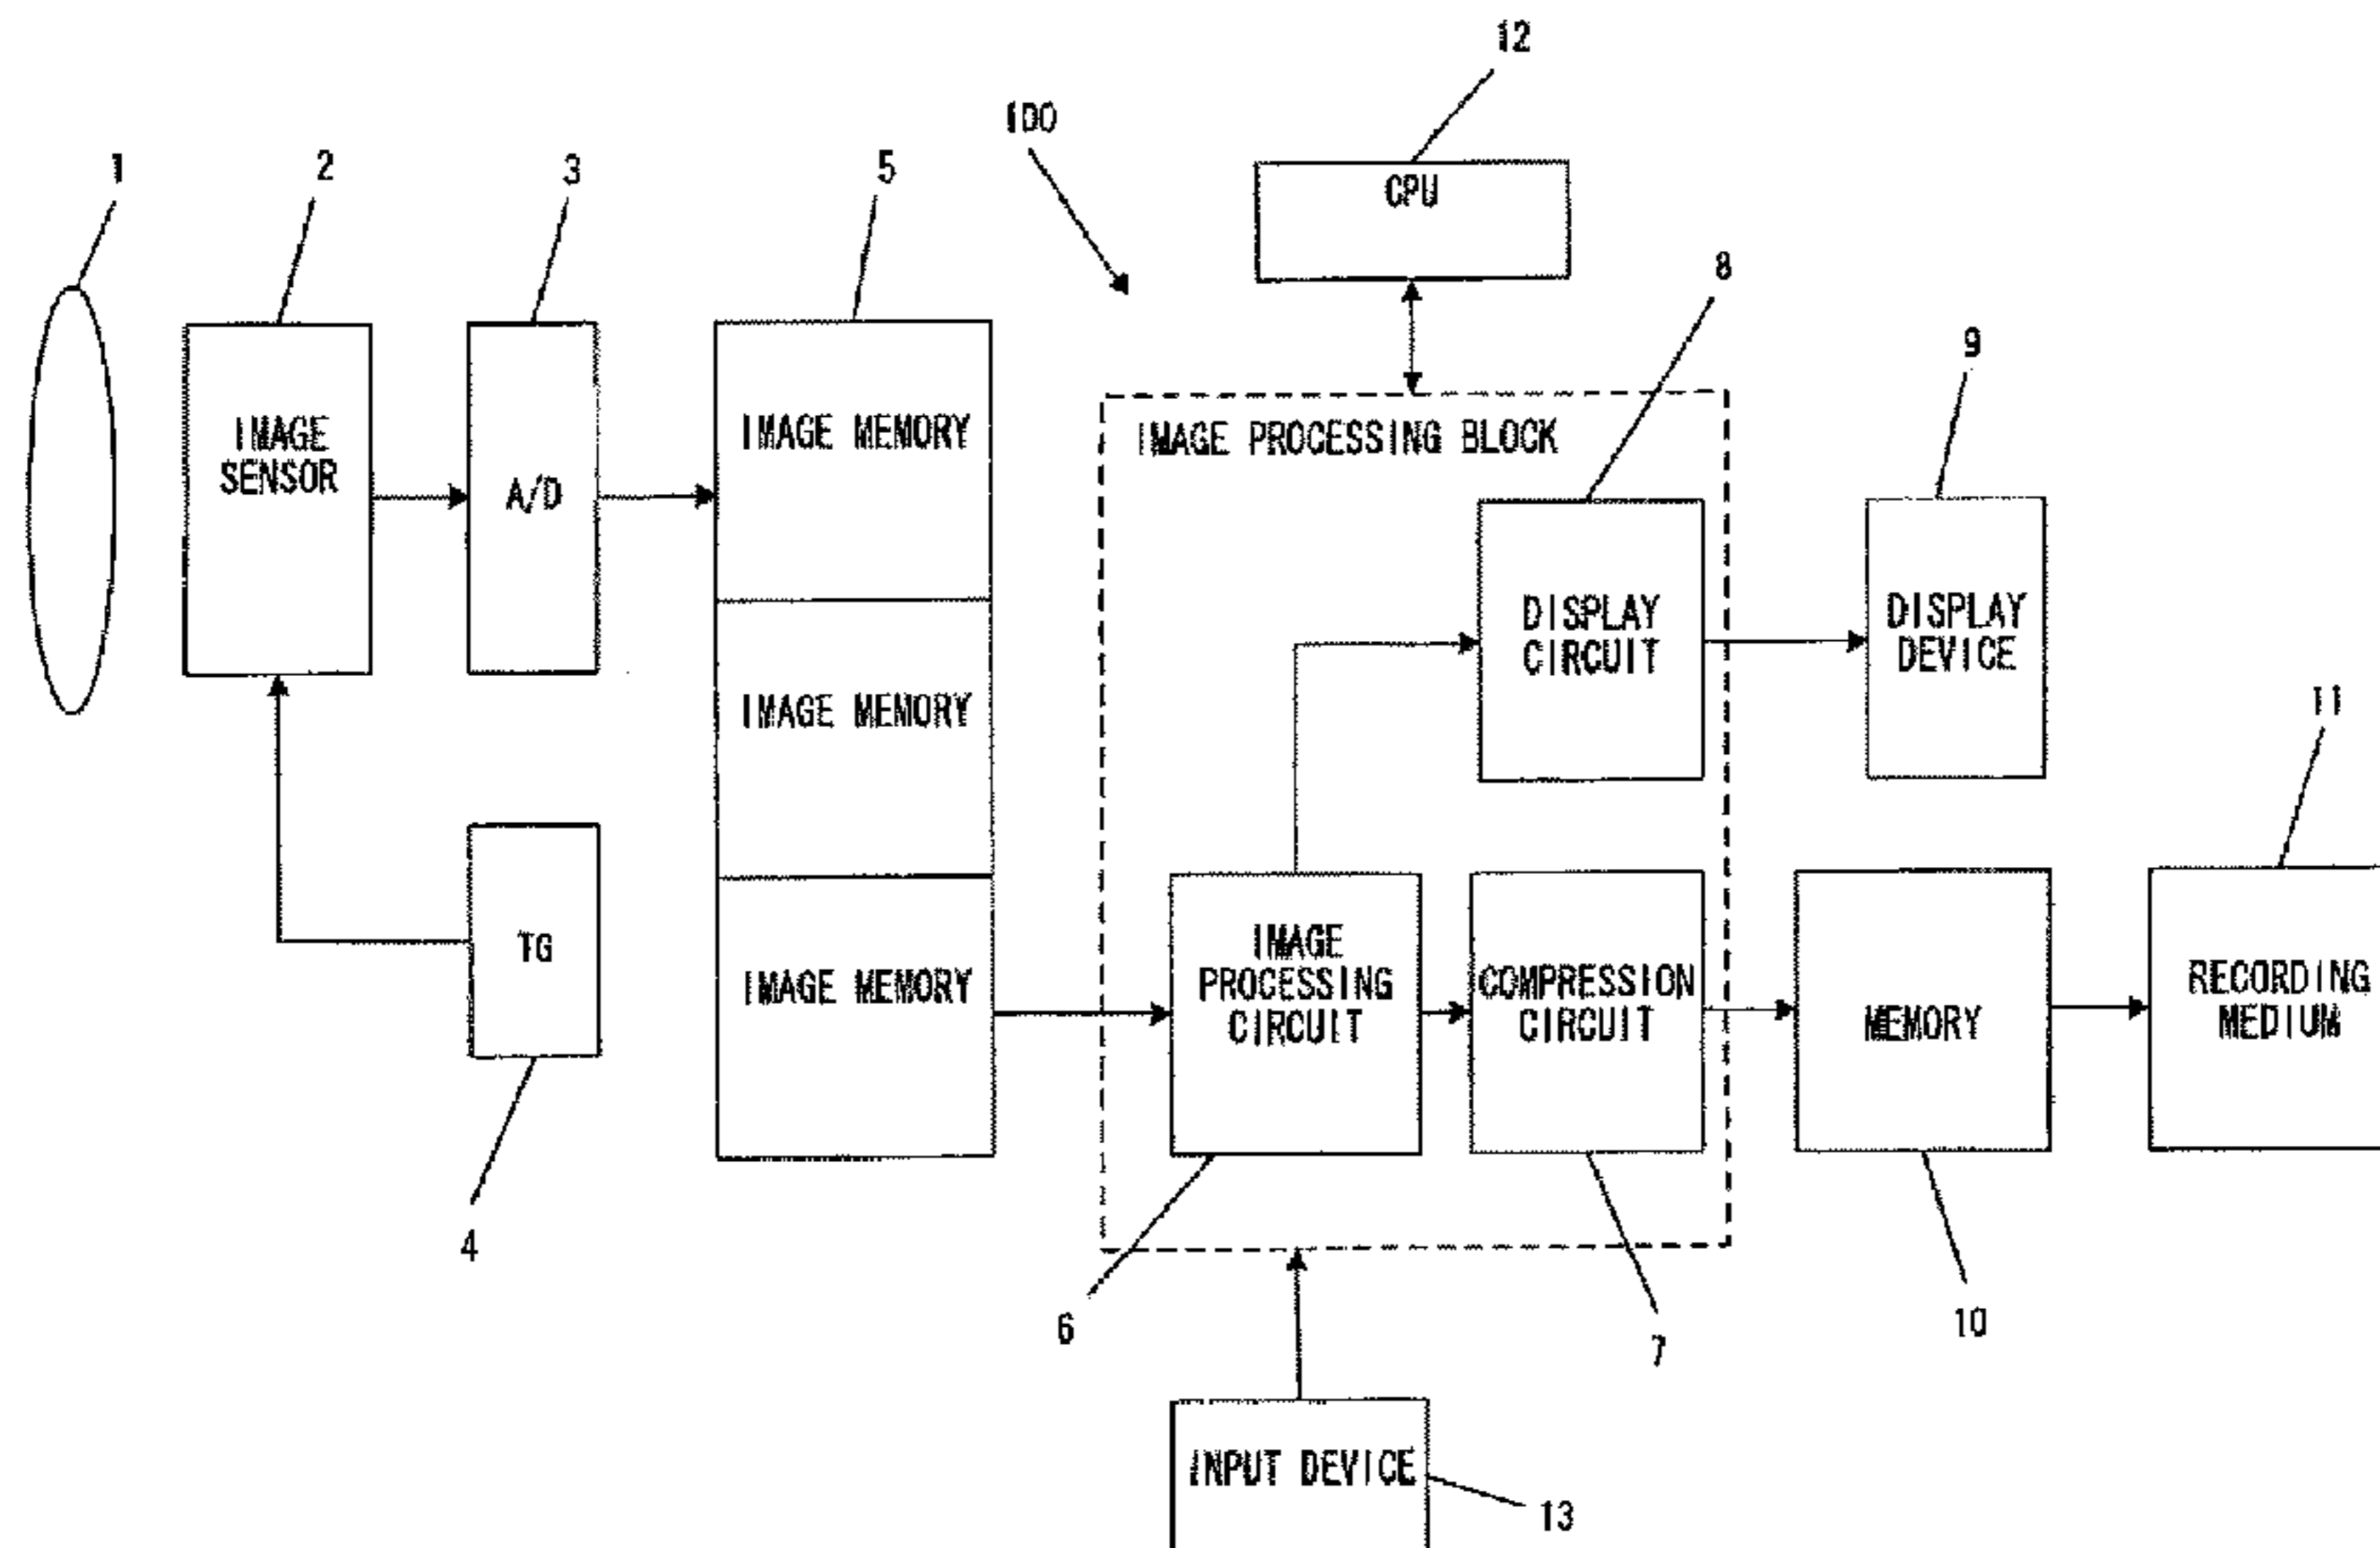 12
100
1
2
3
5
CPU
8
9
IMAGE
SENSOR
A/D
IMAGE MEMORY
IMAGE PROCESSING BLOCK
DISPLAY
CIRCUIT
DISPLAY
DEVICE
IMAGE MEMORY
11
TG
IMAGE MEMORY
IMAGE
PROCESSING
CIRCUIT
COMPRESSION
CIRCUIT
MEMORY
RECORDING
MEDIUM
4
6
7
10
INPUT DEVICE
13